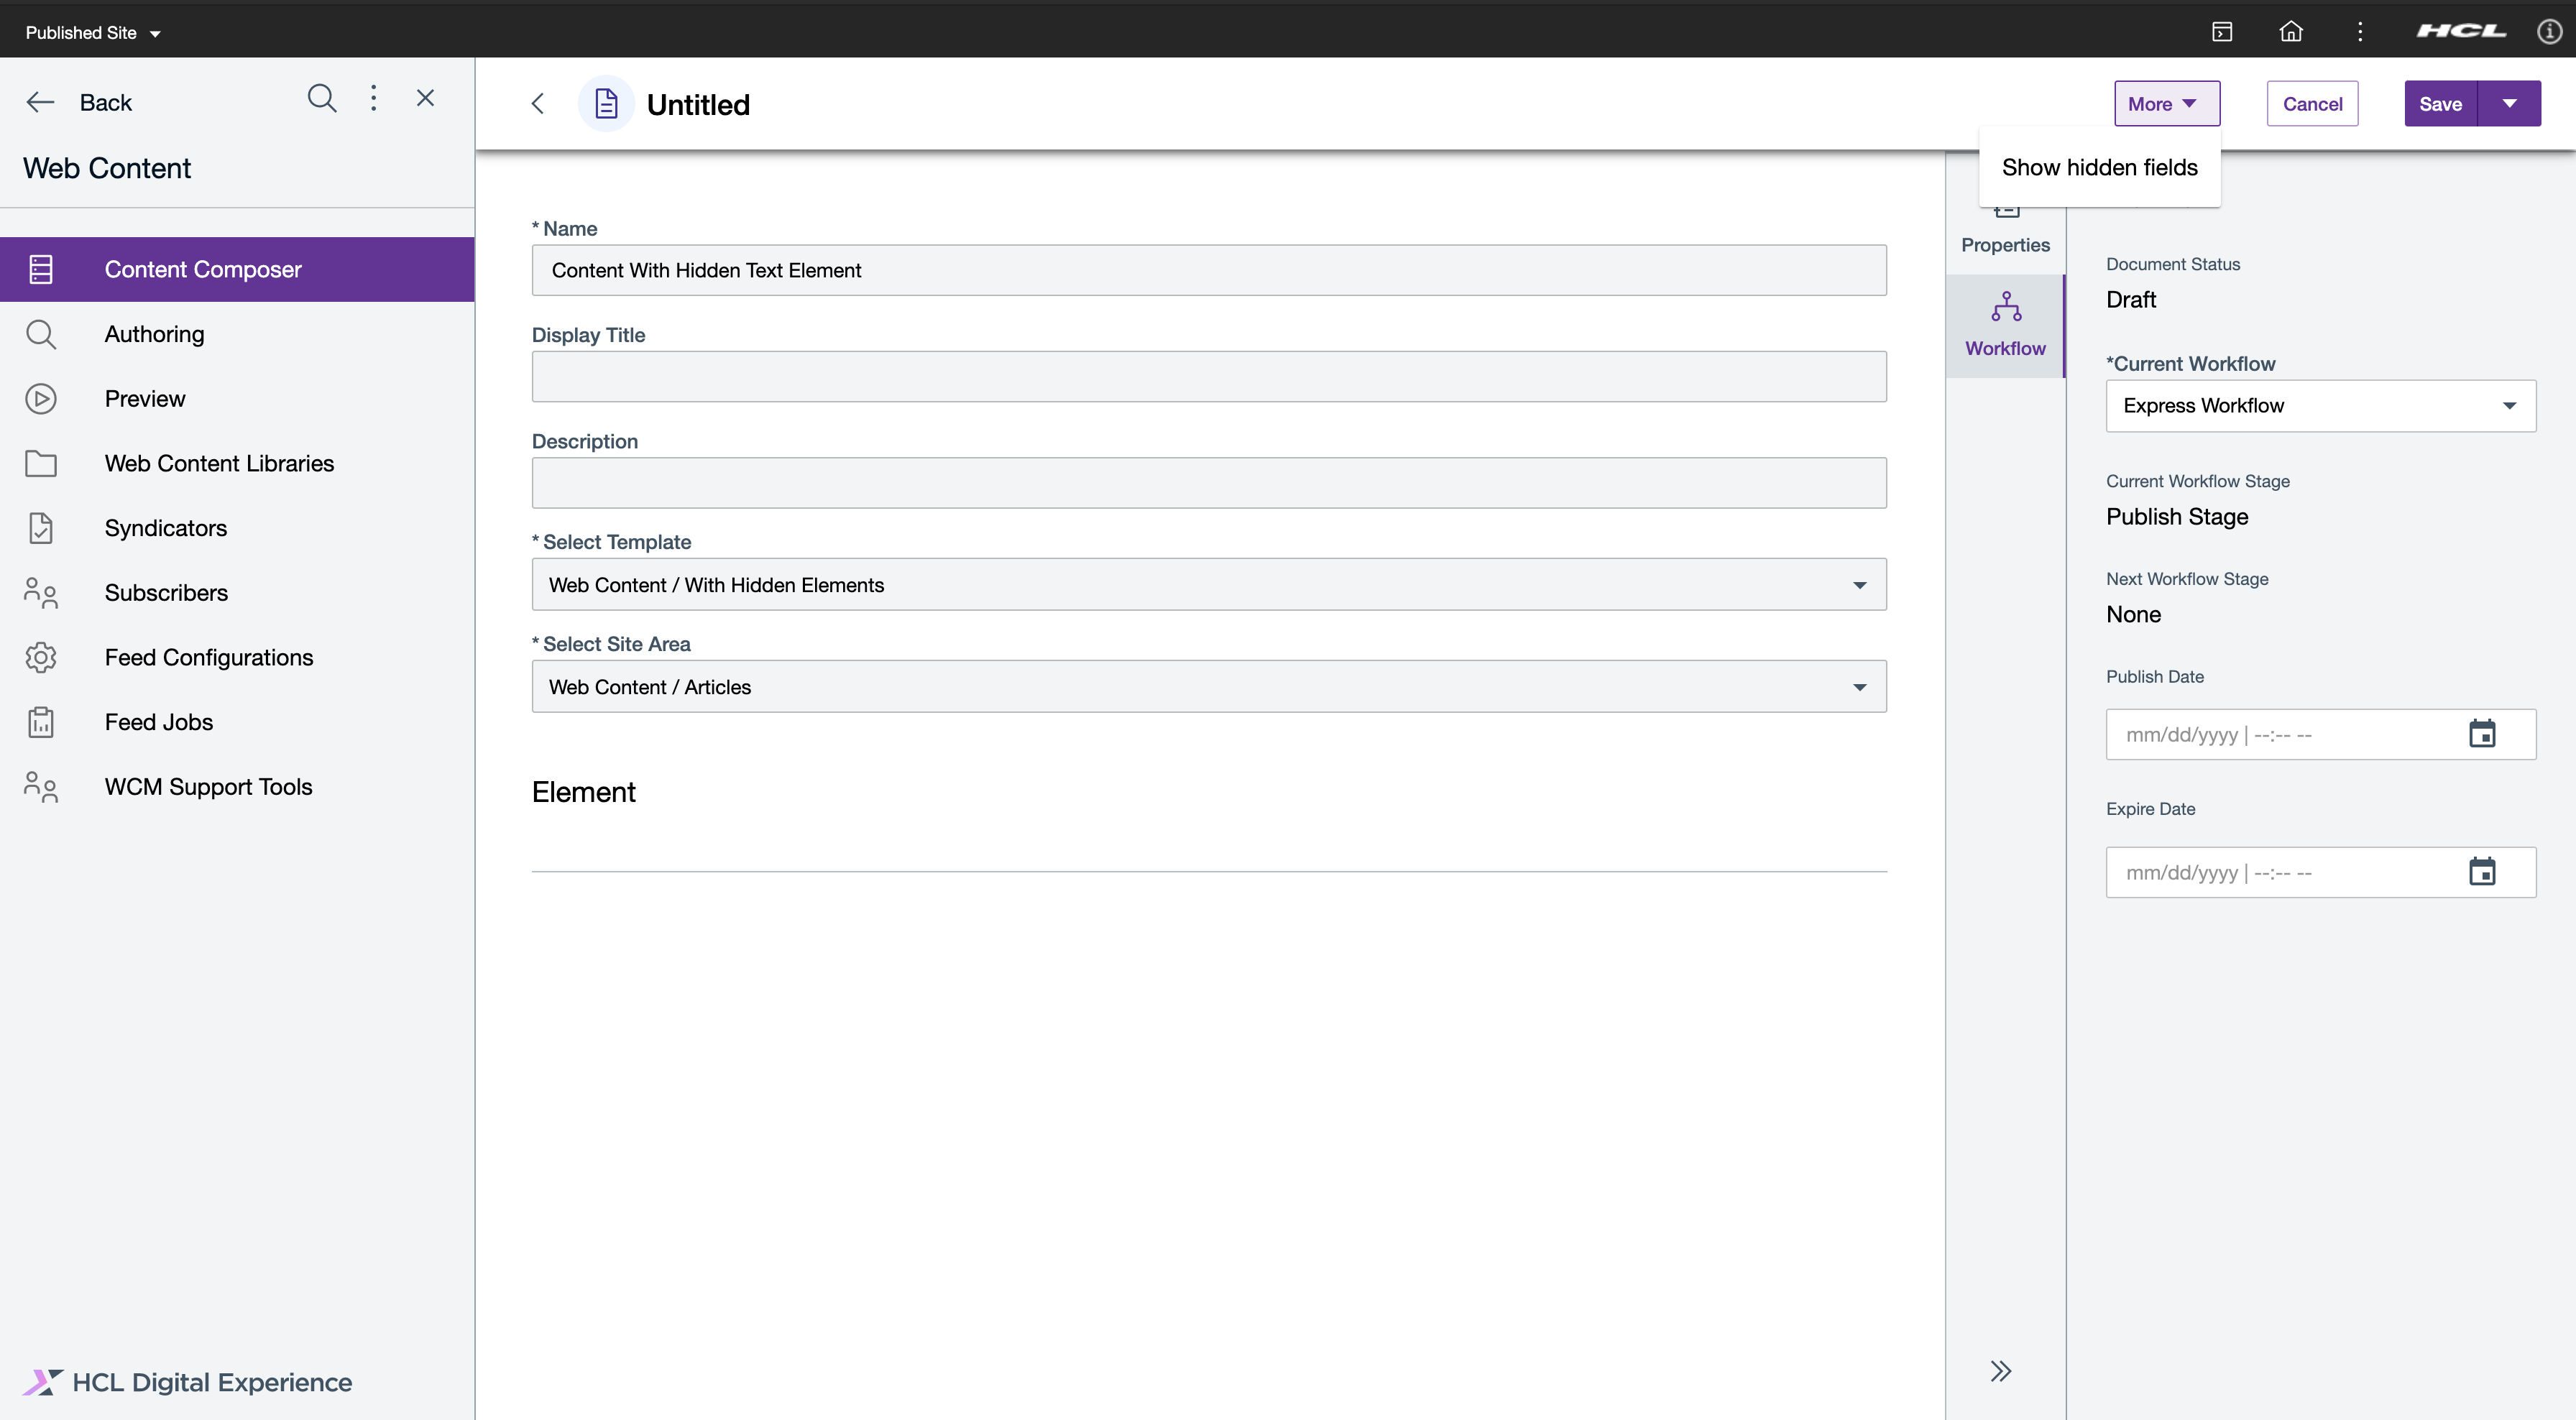 Published Site
HCL
Back
Web Content
Content Composer
Authoring
Preview
Web Content Libraries
Syndicators
Subscribers
Feed Configurations
Feed Jobs
WCM Support Tools
HCL Digital Experience
Untitled
More
Cancel
Save
Show hidden fields
* Name
Content With Hidden Text Element
Display Title
Description
* Select Template
Web Content / With Hidden Elements
* Select Site Area
Web Content / Articles
Element
Properties
Workflow
Document Status
Draft
*Current Workflow
Express Workflow
Current Workflow Stage
Publish Stage
Next Workflow Stage
None
Publish Date
mm/dd/yyyy | --:-- --
Expire Date
mm/dd/yyyy | --:-- --